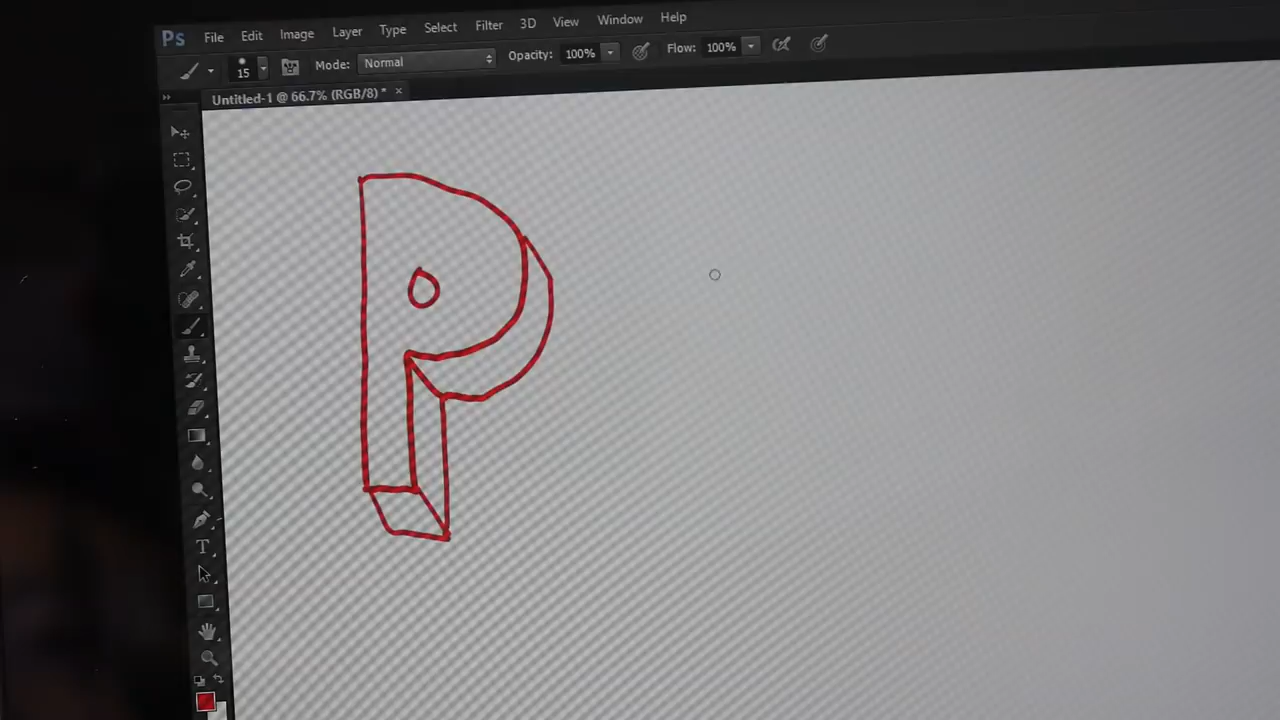 Ps File Edit Image Layer Type Select Filter 3D View Window Help
15 Mode: Normal Opacity: 100% Flow: 100%
Untitled-1 @ 66.7% (RGB/8) * ×
P
T